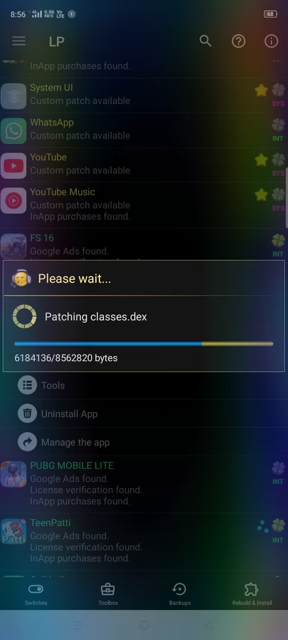 8:56
68
LP
InApp purchases found.
System UI
Custom patch available
SYS
WhatsApp
Custom patch available
INT
YouTube
Custom patch available
SYS
YouTube Music
Custom patch available
InApp purchases found.
SYS
FS 16
Google Ads found.
INT
Please wait...
Patching classes.dex
6184136/8562820 bytes
Tools
Uninstall App
Manage the app
PUBG MOBILE LITE
Google Ads found.
License verification found.
InApp purchases found.
INT
TeenPatti
Google Ads found.
License verification found.
InApp purchases found.
INT
Patti
Switches
Toolbox
Backups
Rebuild & Install